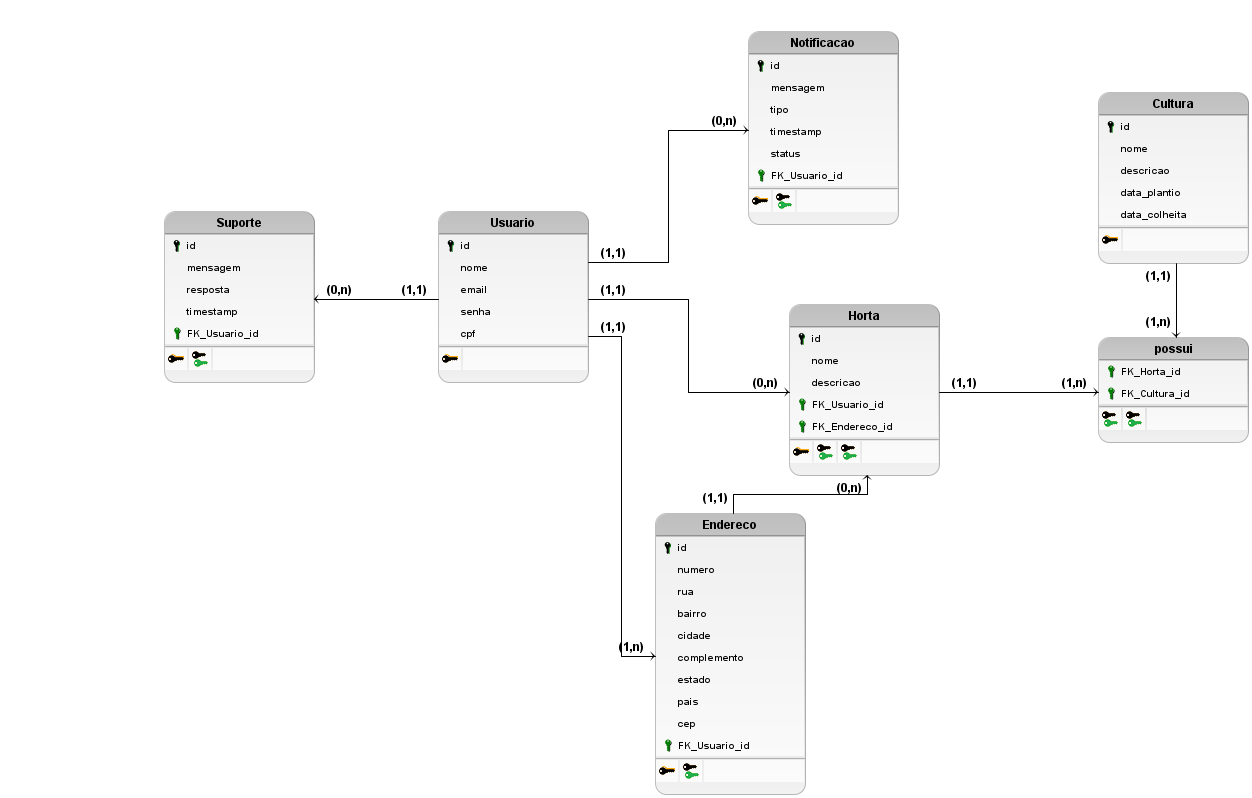 Notificacao
id
mensagem
tipo
timestamp
status
FK_Usuario_id
Cultura
id
nome
descricao
data_plantio
data_colheita
Suporte
id
mensagem
resposta
timestamp
FK_Usuario_id
Usuario
id
nome
email
senha
cpf
(0,n)
(1,1)
(0,n)
(1,1)
(1,1)
(1,1)
(1,1)
(1,n)
Horta
id
nome
descricao
FK_Usuario_id
FK_Endereco_id
(0,n)
(1,1)
(1,n)
possui
FK_Horta_id
FK_Cultura_id
(1,1)
(0,n)
Endereco
id
numero
rua
bairro
cidade
complemento
estado
pais
cep
FK_Usuario_id
(1,n)